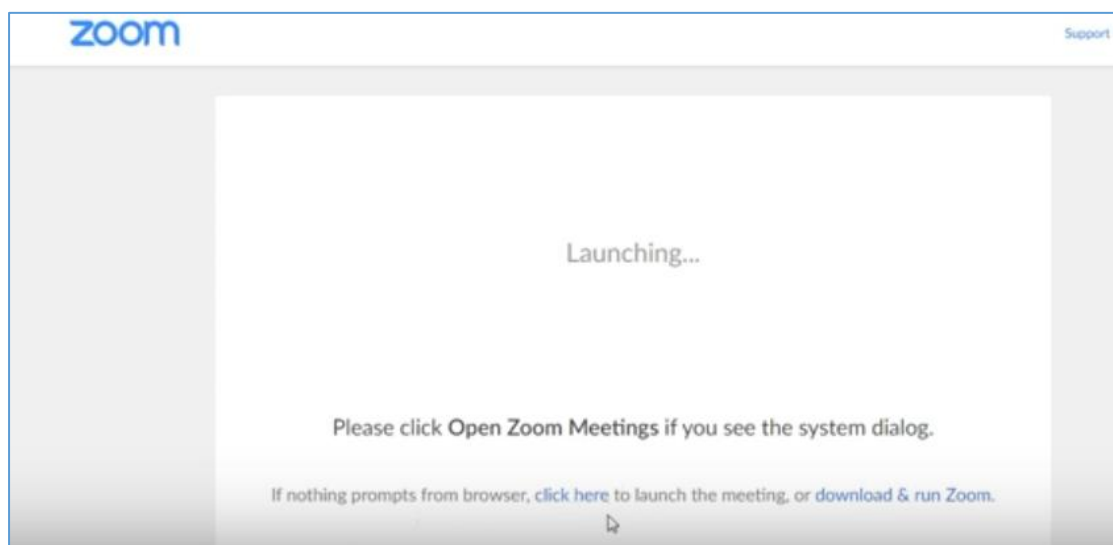 zoom
Support
Launching...
Please click Open Zoom Meetings if you see the system dialog.
If nothing prompts from browser, click here to launch the meeting, or download & run Zoom.